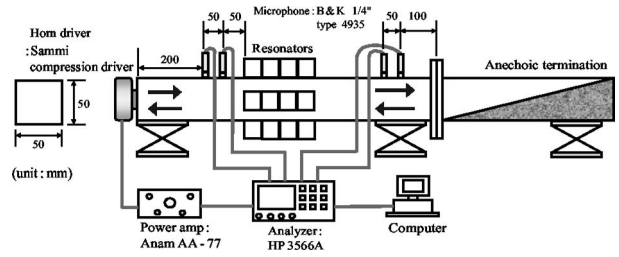 Horn driver
:Sammi
compression driver
Microphone : B & K 1/4"
type 4935
50
50
50
100
200
Resonators
Anechoic termination
50
50
(unit : mm)
Power amp :
Anam AA - 77
Analyzer :
HP 3566A
Computer